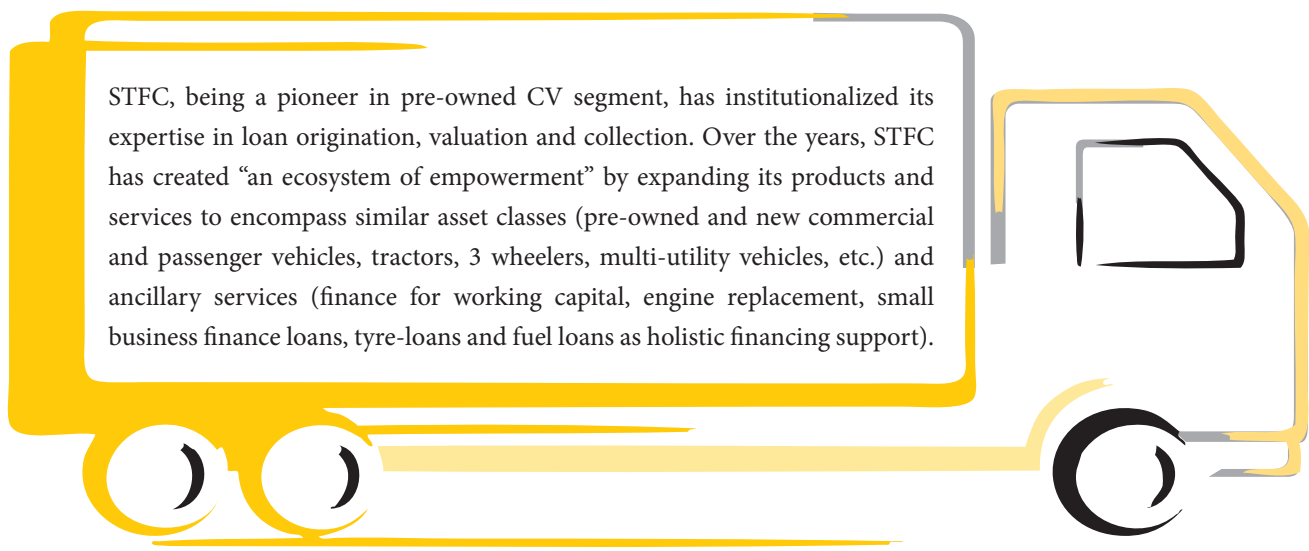 STFC, being a pioneer in pre-owned CV segment, has institutionalized its
expertise in loan origination, valuation and collection. Over the years, STFC
has created “an ecosystem of empowerment” by expanding its products and
services to encompass similar asset classes (pre-owned and new commercial
and passenger vehicles, tractors, 3 wheelers, multi-utility vehicles, etc.) and
ancillary services (finance for working capital, engine replacement, small
business finance loans, tyre-loans and fuel loans as holistic financing support).